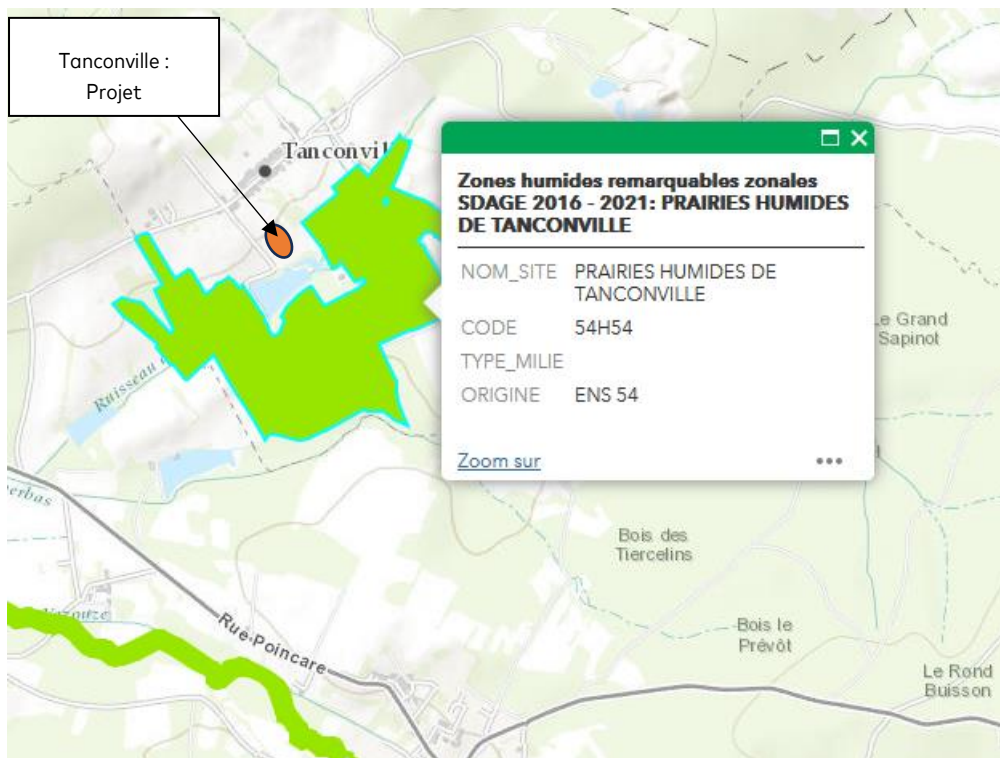 Tanconville :
Projet
Tanconvil
Zones humides remarquables zonales
SDAGE 2016 - 2021: PRAIRIES HUMIDES
DE TANCONVILLE
NOM_SITE PRAIRIES HUMIDES DE
TANCONVILLE
CODE 54H54
TYPE_MILIE
ORIGINE ENS 54
Zoom sur
Le Grand
Sapinot
Ruisseau
Bois des
Tiercelins
Rue Poincare
Bois le
Prévôt
Le Rond
Buisson